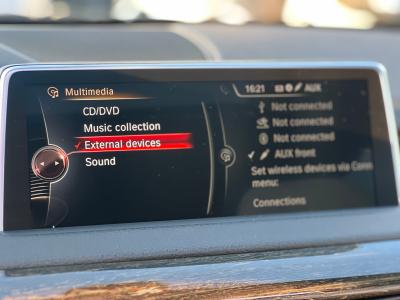 Multimedia
CD/DVD
Music collection
External devices
Sound
16:21 AUX
Not connected
Not connected
Not connected
AUX front
Set wireless devices via Conn
menu:
Connections